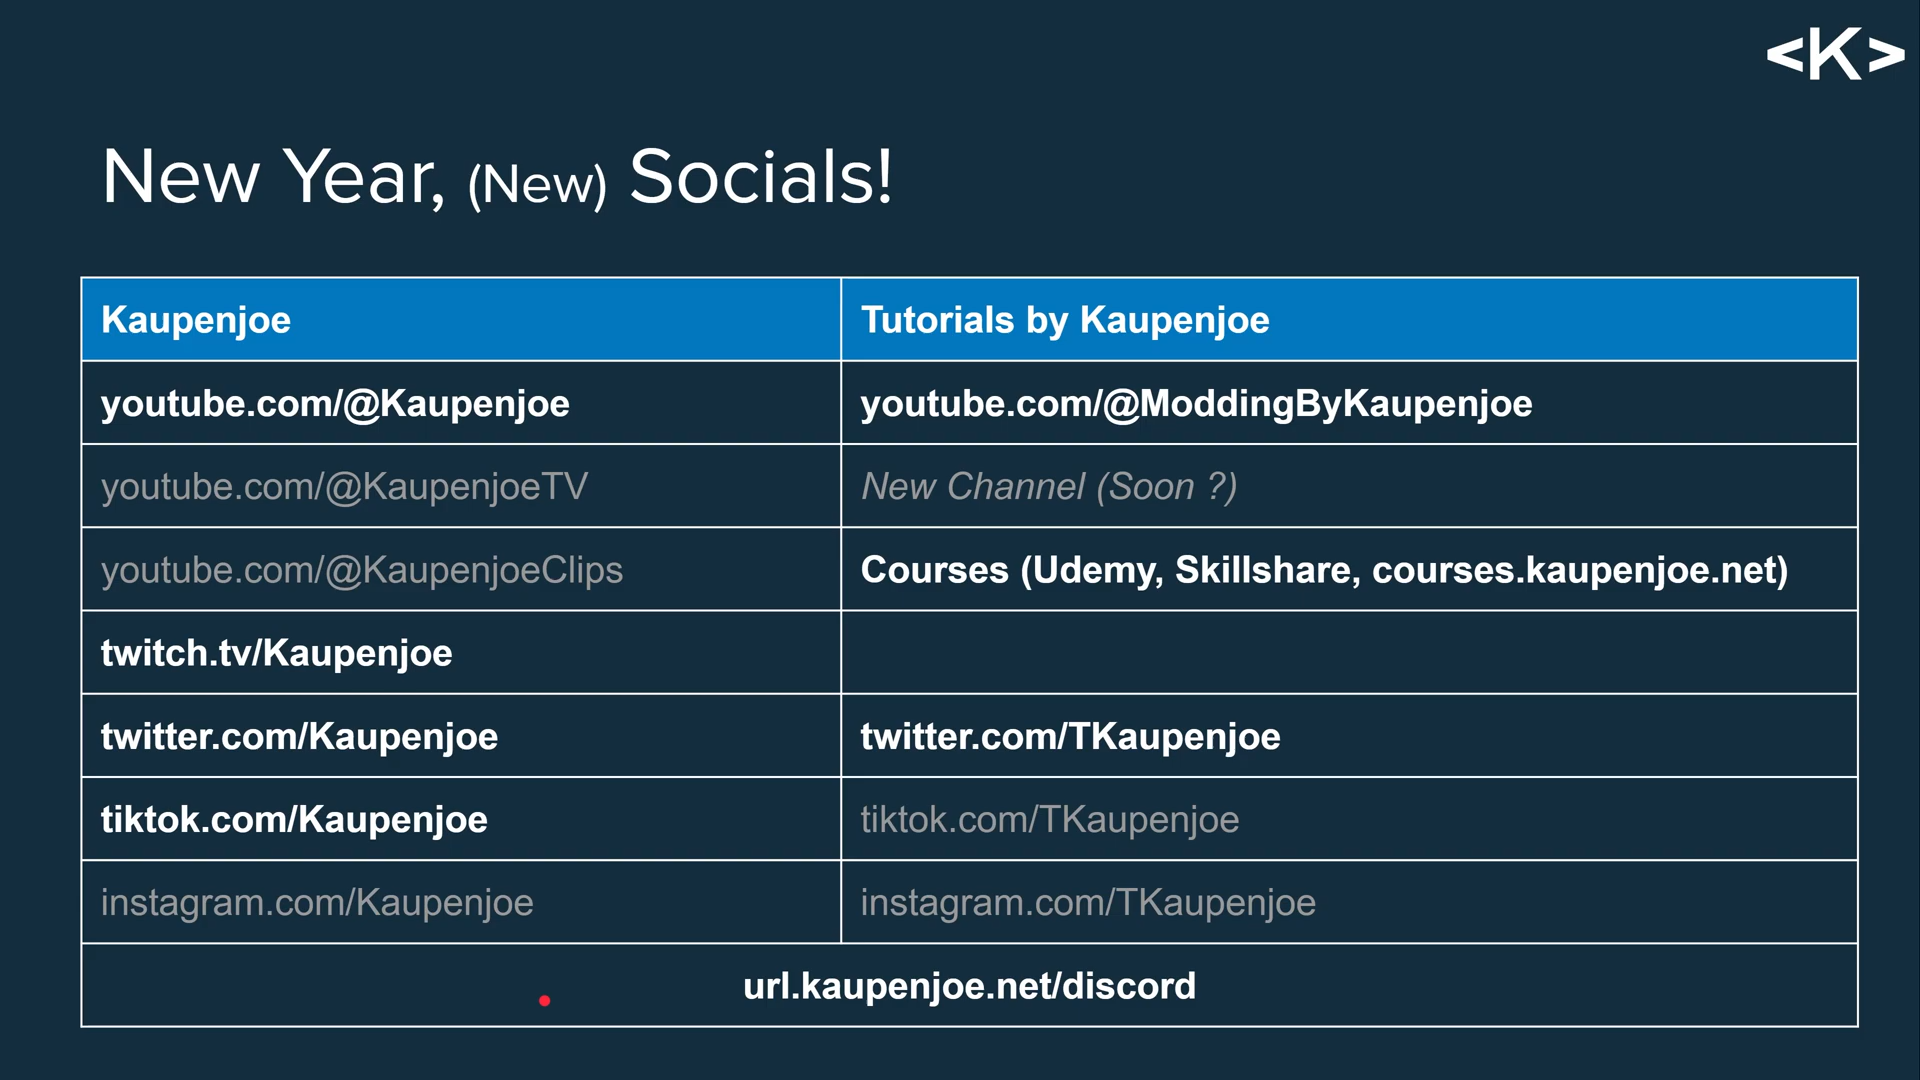 <K>
New Year, (New) Socials!
Kaupenjoe
Tutorials by Kaupenjoe
youtube.com/@Kaupenjoe
youtube.com/@ModdingByKaupenjoe
youtube.com/@KaupenjoeTV
New Channel (Soon ?)
youtube.com/@KaupenjoeClips
Courses (Udemy, Skillshare, courses.kaupenjoe.net)
twitch.tv/Kaupenjoe
twitter.com/Kaupenjoe
twitter.com/TKaupenjoe
tiktok.com/Kaupenjoe
tiktok.com/TKaupenjoe
instagram.com/Kaupenjoe
instagram.com/TKaupenjoe
url.kaupenjoe.net/discord